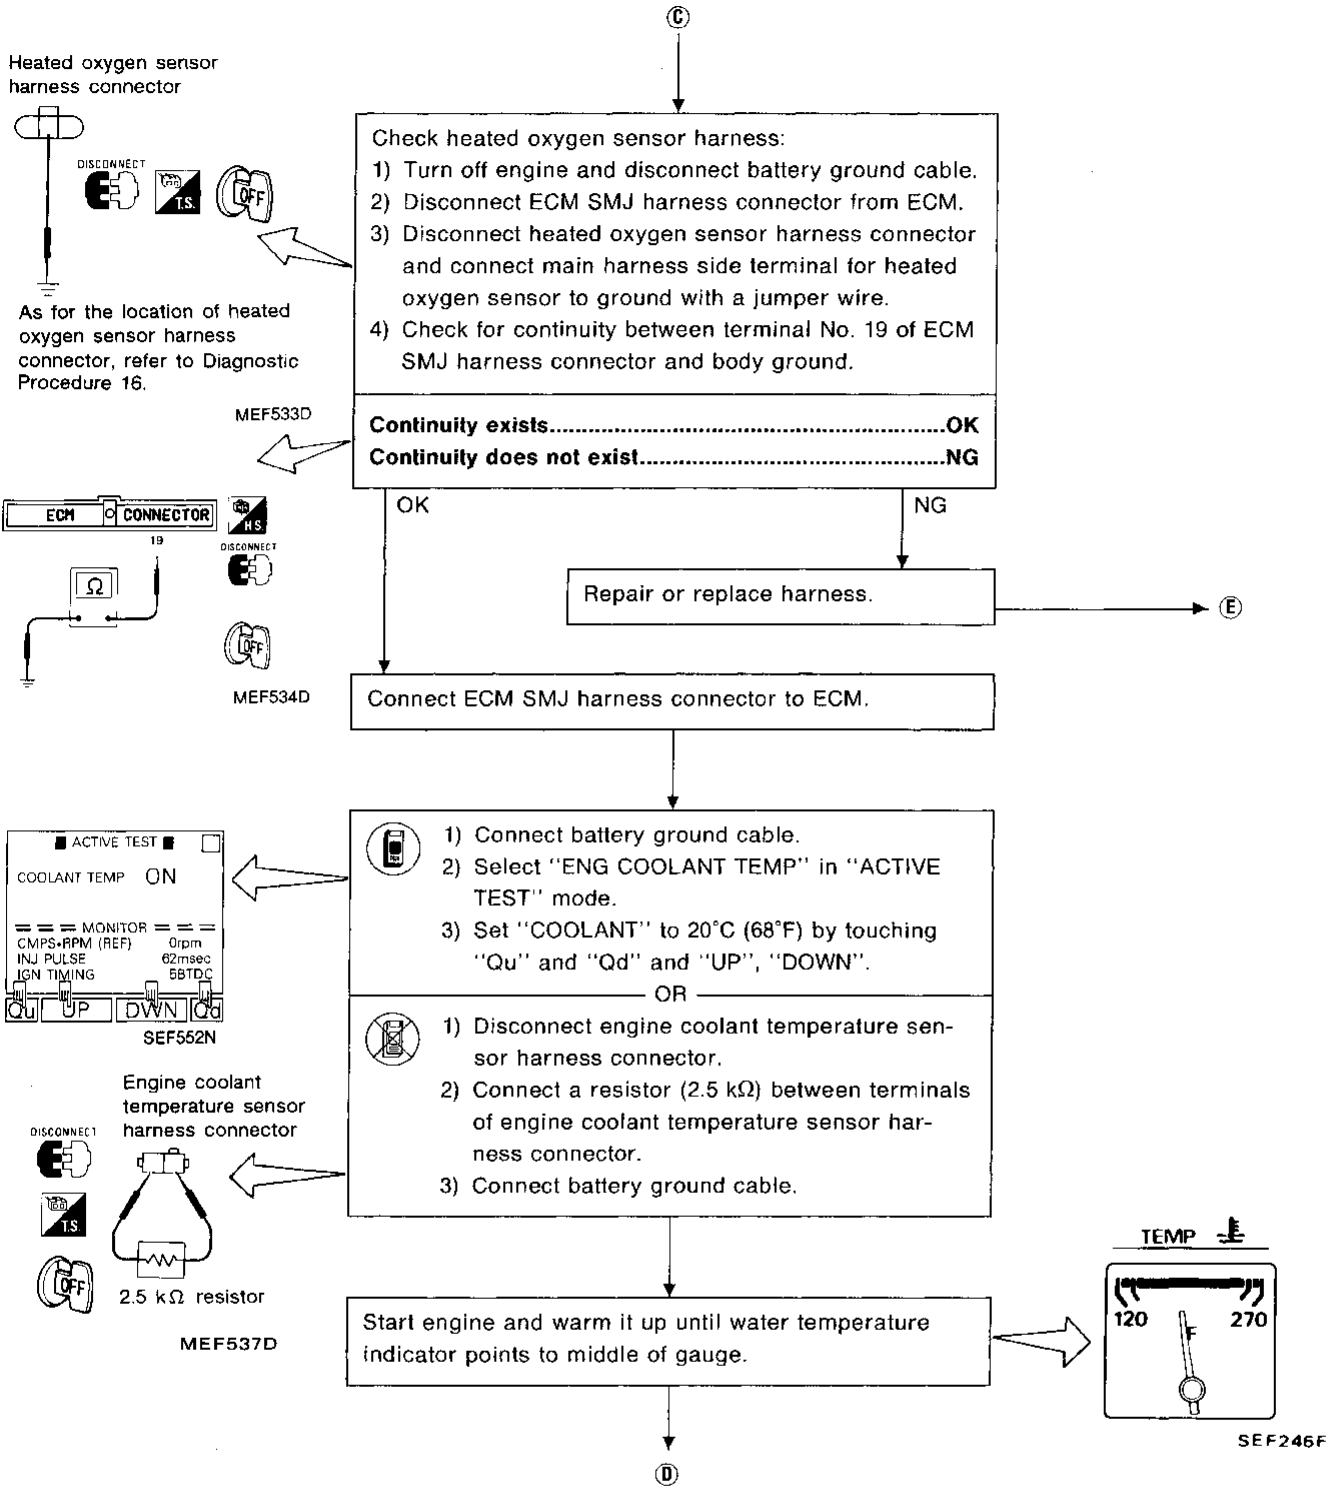 C
Heated oxygen sensor
harness connector
DISCONNECT
T.S.
OFF
As for the location of heated
oxygen sensor harness
connector, refer to Diagnostic
Procedure 16.
MEF533D
Check heated oxygen sensor harness:
1) Turn off engine and disconnect battery ground cable.
2) Disconnect ECM SMJ harness connector from ECM.
3) Disconnect heated oxygen sensor harness connector
and connect main harness side terminal for heated
oxygen sensor to ground with a jumper wire.
4) Check for continuity between terminal No. 19 of ECM
SMJ harness connector and body ground.
Continuity exists............................................................OK
Continuity does not exist..............................................NG
OK
NG
ECM CONNECTOR
19
Ω
H.S.
DISCONNECT
OFF
MEF534D
Repair or replace harness.
E
Connect ECM SMJ harness connector to ECM.
ACTIVE TEST
COOLANT TEMP ON
MONITOR
CMPS•RPM (REF) 0rpm
INJ PULSE 62msec
IGN TIMING 5BTDC
Qu UP DWN Qd
SEF552N
1) Connect battery ground cable.
2) Select "ENG COOLANT TEMP" in "ACTIVE
TEST" mode.
3) Set "COOLANT" to 20°C (68°F) by touching
"Qu" and "Qd" and "UP", "DOWN".
OR
1) Disconnect engine coolant temperature sen-
sor harness connector.
2) Connect a resistor (2.5 kΩ) between terminals
of engine coolant temperature sensor har-
ness connector.
3) Connect battery ground cable.
Engine coolant
temperature sensor
harness connector
DISCONNECT
T.S.
OFF
2.5 kΩ resistor
MEF537D
Start engine and warm it up until water temperature
indicator points to middle of gauge.
TEMP
120 270
F
SEF246F
D